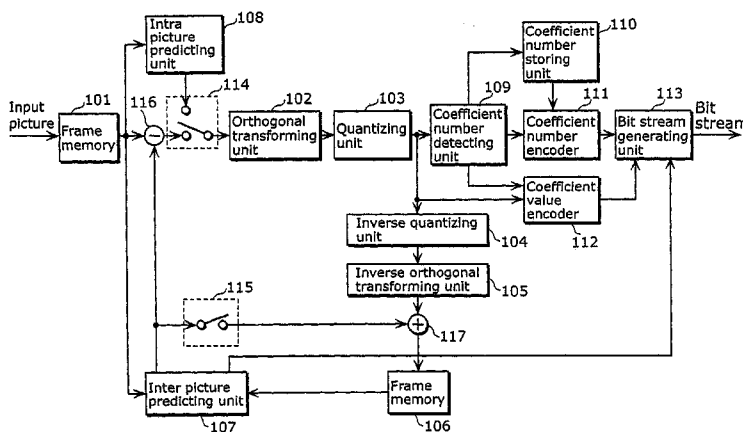 108
Intra
picture
predicting
unit
114
Coefficient
number
storing
unit
110
Input
picture
101
Frame
memory
116
102
Orthogonal
transforming
unit
103
Quantizing
unit
109
Coefficient
number
detecting
unit
111
Coefficient
number
encoder
113
Bit stream
generating
unit
Bit
stream
Coefficient
value
encoder
112
Inverse quantizing
unit
104
Inverse orthogonal
transforming unit
105
115
117
Inter picture
predicting unit
107
Frame
memory
106